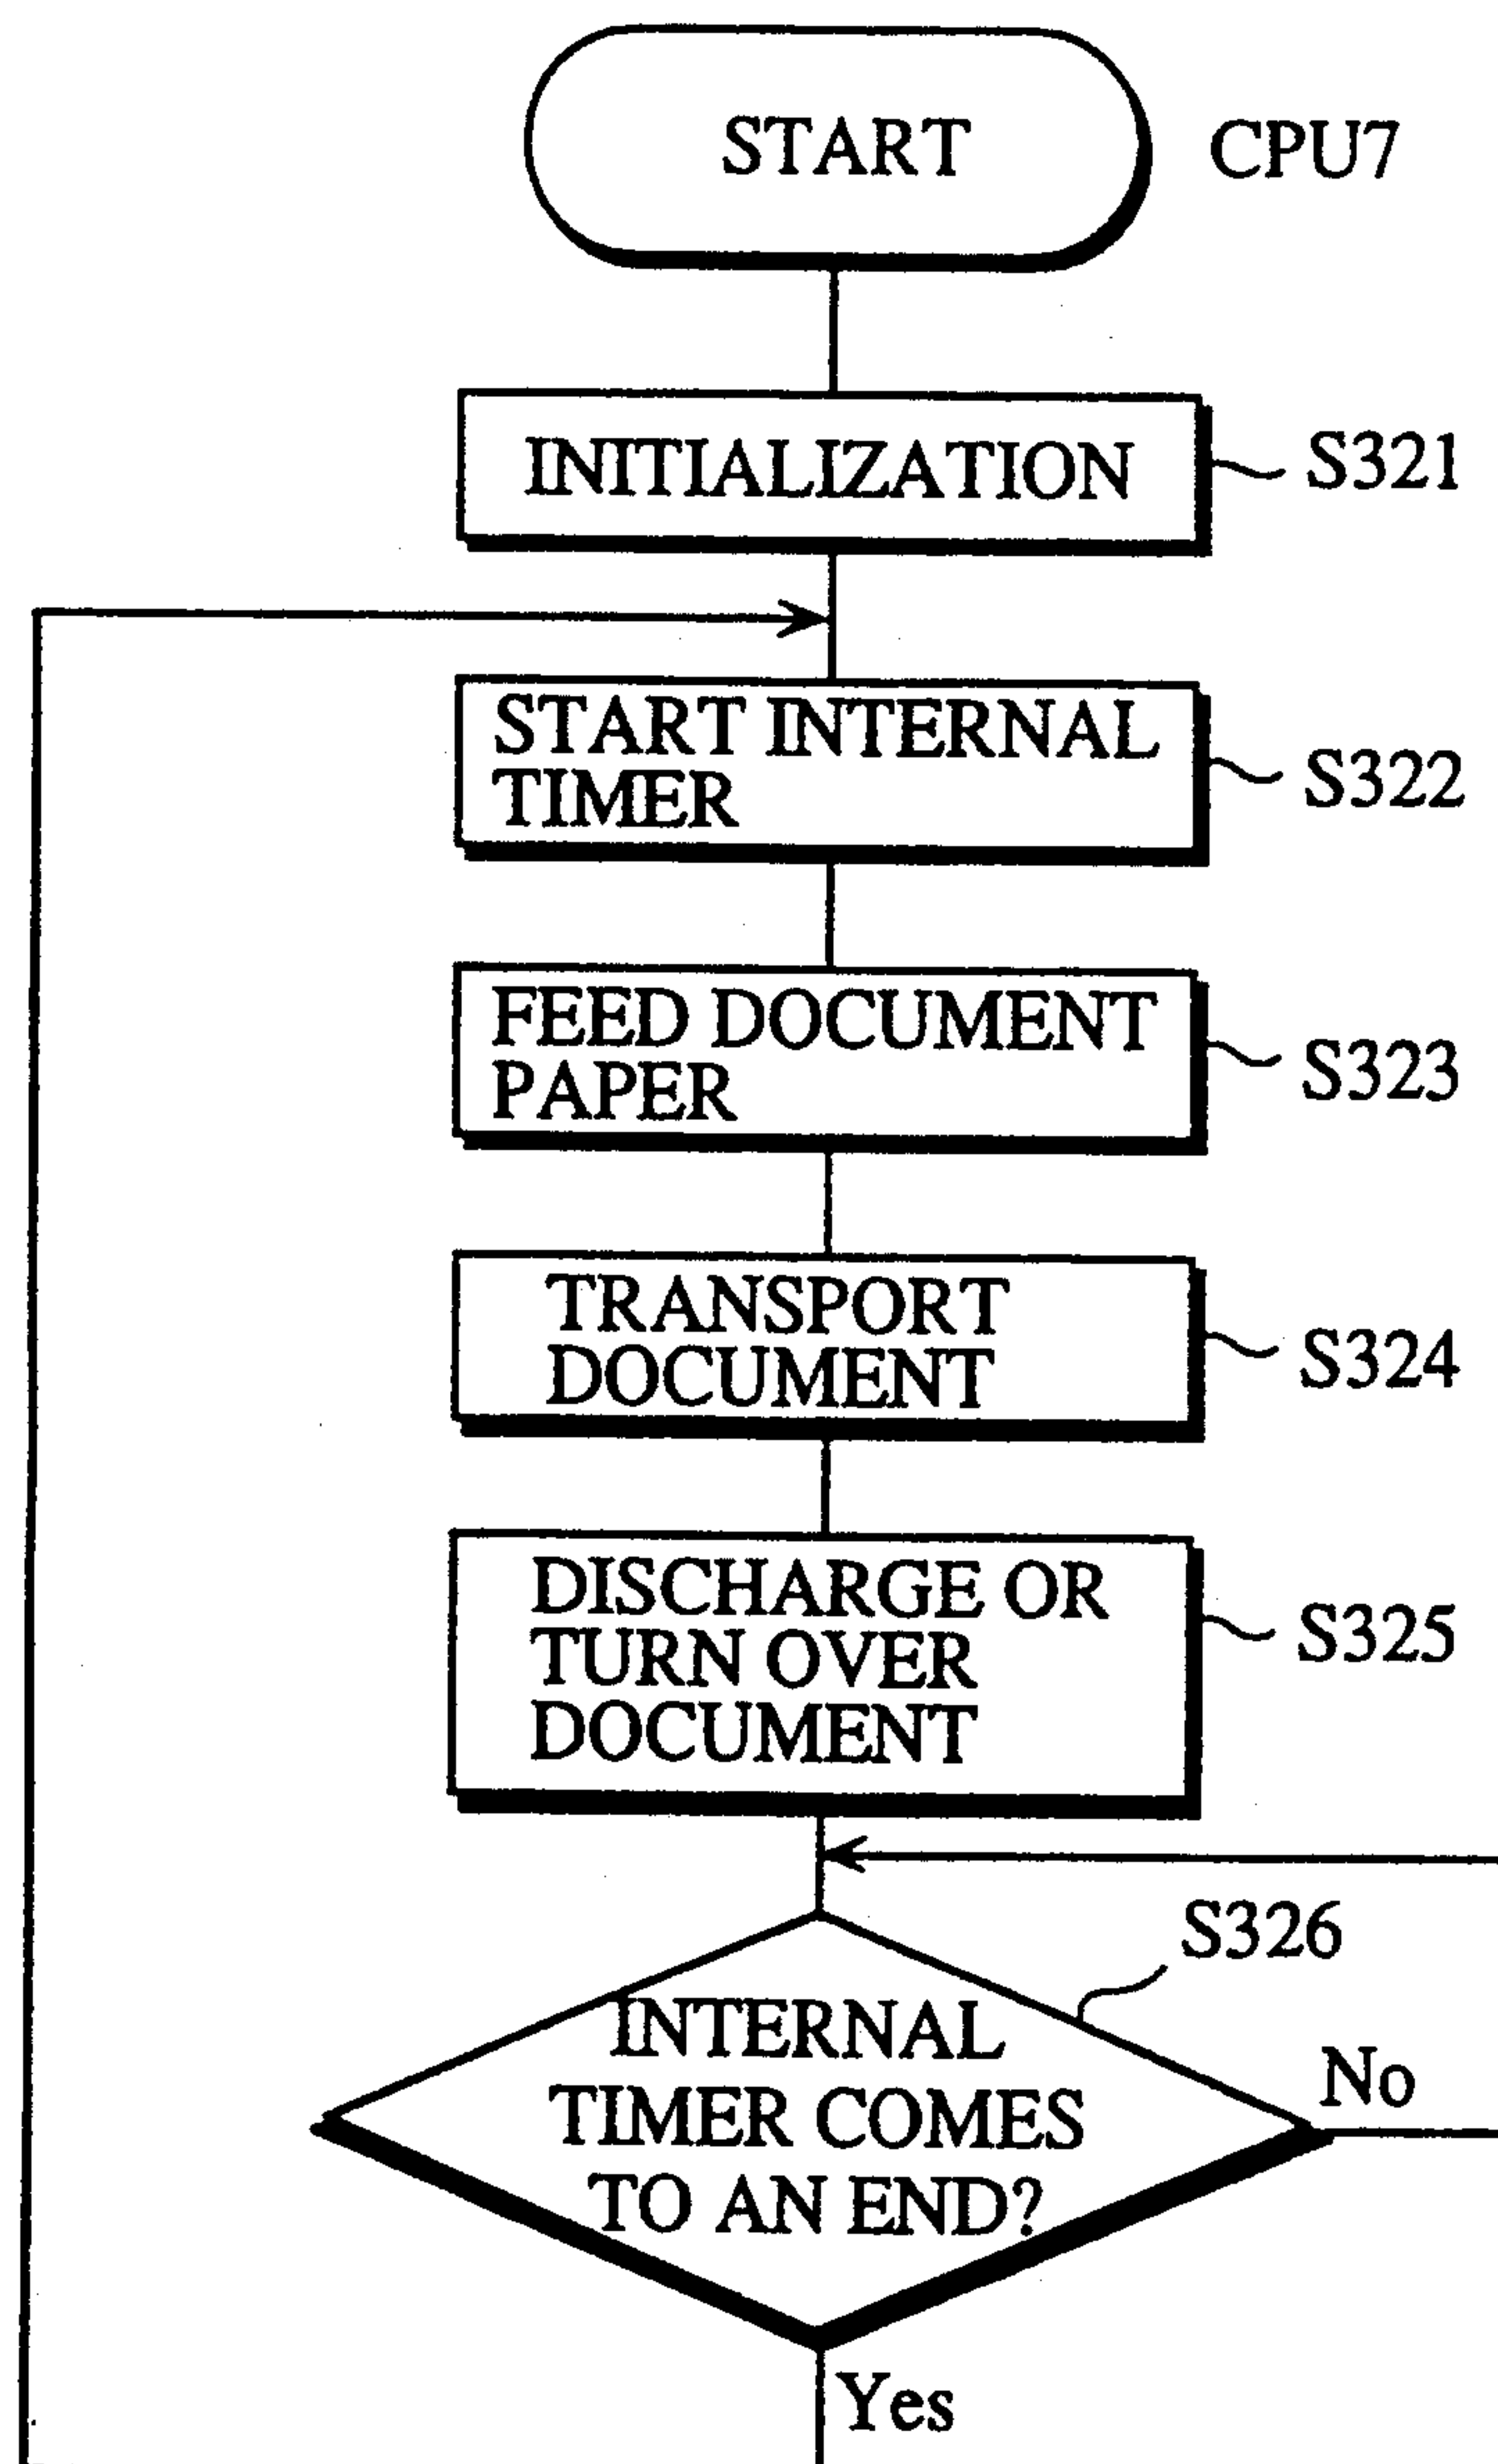 START
CPU7
INITIALIZATION
S321
START INTERNAL
TIMER
S322
FEED DOCUMENT
PAPER
S323
TRANSPORT
DOCUMENT
S324
DISCHARGE OR
TURN OVER
DOCUMENT
S325
S326
INTERNAL
TIMER COMES
TO AN END?
No
Yes